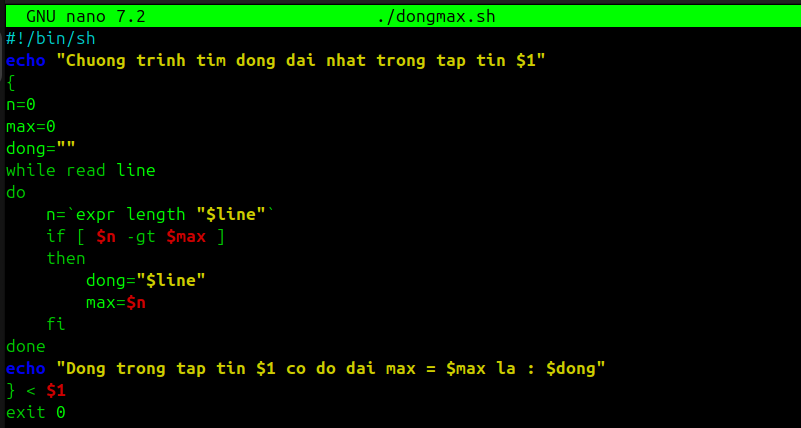 GNU nano 7.2 ./dongmax.sh
#!/bin/sh
echo "Chuong trinh tim dong dai nhat trong tap tin $1"
{
n=0
max=0
dong=""
while read line
do
    n=`expr length "$line"`
    if [ $n -gt $max ]
    then
        dong="$line"
        max=$n
    fi
done
echo "Dong trong tap tin $1 co do dai max = $max la : $dong"
} < $1
exit 0